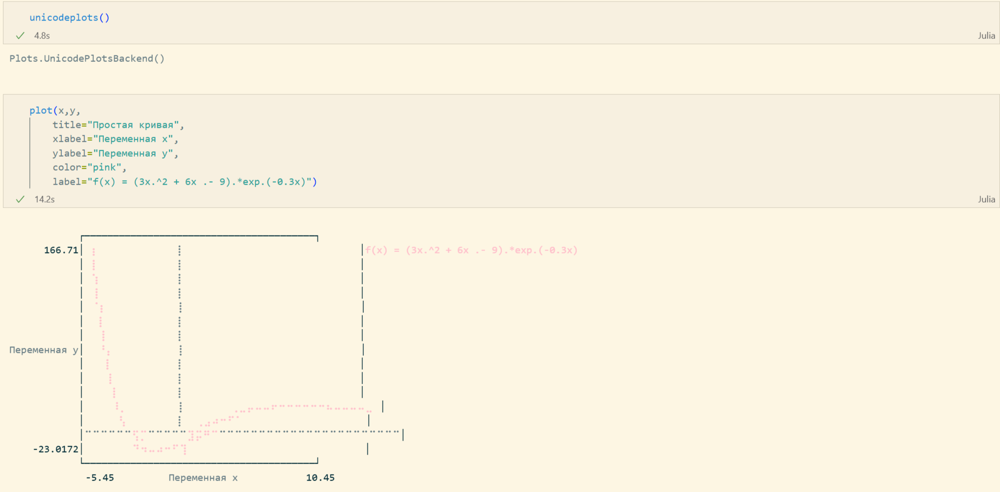 unicodeplots()
4.8s
Julia
Plots.UnicodePlotsBackend()
plot(x,y,
title="Простая кривая",
xlabel="Переменная x",
ylabel="Переменная y",
color="pink",
label="f(x) = (3x.^2 + 6x .- 9).*exp.(-0.3x)")
14.2s
Julia
166.71
f(x) = (3x.^2 + 6x .- 9).*exp.(-0.3x)
Переменная y
-23.0172
-5.45 Переменная x 10.45